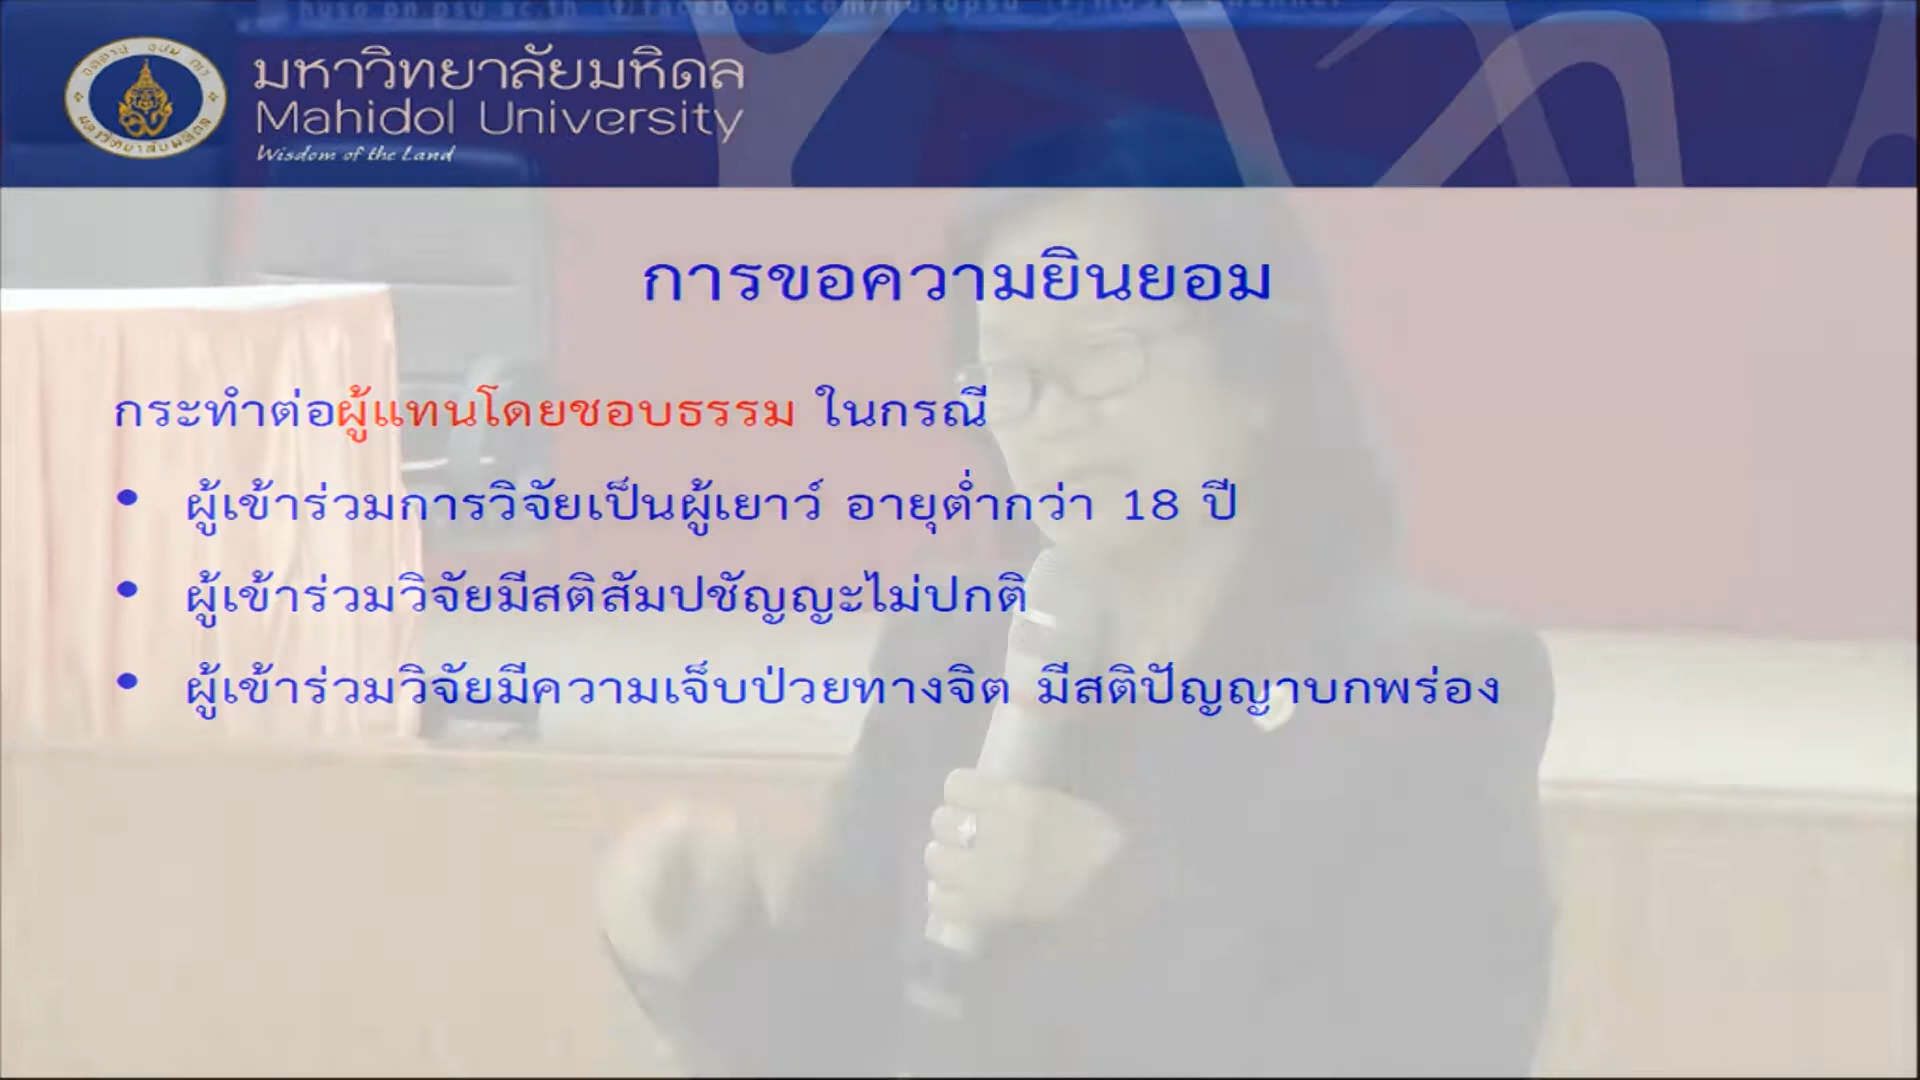 huso.pn.psu.ac.th facebook.com/husopsu
มหาวิทยาลัยมหิดล
Mahidol University
Wisdom of the Land
การขอความยินยอม
กระทำต่อผู้แทนโดยชอบธรรม ในกรณี
• ผู้เข้าร่วมการวิจัยเป็นผู้เยาว์ อายุต่ำกว่า 18 ปี
• ผู้เข้าร่วมวิจัยมีสติสัมปชัญญะไม่ปกติ
• ผู้เข้าร่วมวิจัยมีความเจ็บป่วยทางจิต มีสติปัญญาบกพร่อง